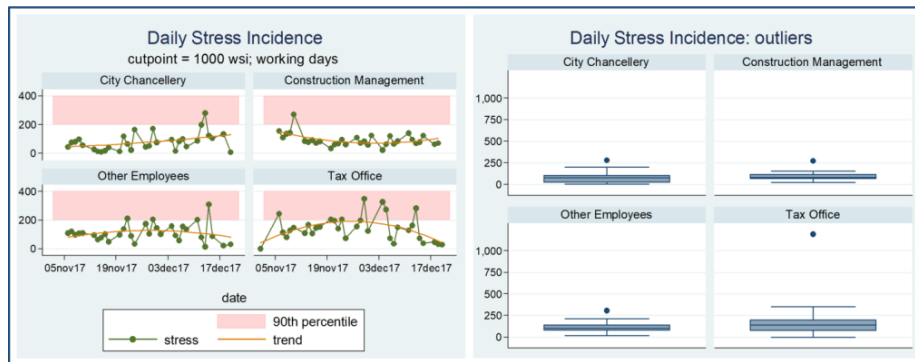 Daily Stress Incidence
cutpoint = 1000 wsi; working days
City Chancellery
Construction Management
400
200
0
Other Employees
Tax Office
400
200
0
05nov17
19nov17
03dec17
17dec17
05nov17
19nov17
03dec17
17dec17
date
90th percentile
stress
trend
Daily Stress Incidence: outliers
City Chancellery
Construction Management
1,000
750
500
250
0
Other Employees
Tax Office
1,000
750
500
250
0